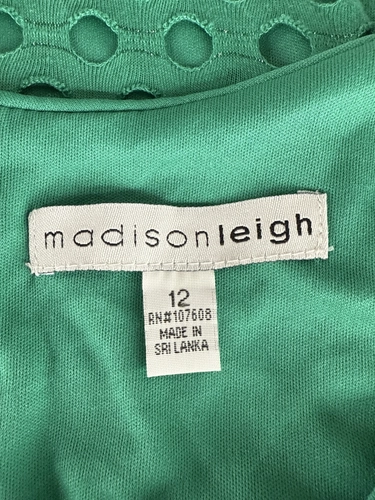 madisonleigh
12
RN#107608
MADE IN
SRI LANKA